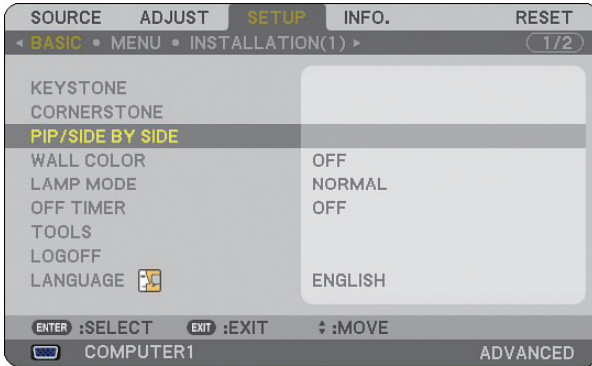 SOURCE ADJUST SETUP INFO. RESET
◂ BASIC • MENU • INSTALLATION(1) ▸ 1/2
KEYSTONE
CORNERSTONE
PIP/SIDE BY SIDE
WALL COLOR OFF
LAMP MODE NORMAL
OFF TIMER OFF
TOOLS
LOGOFF
LANGUAGE ENGLISH
ENTER :SELECT EXIT :EXIT :MOVE
COMPUTER1 ADVANCED